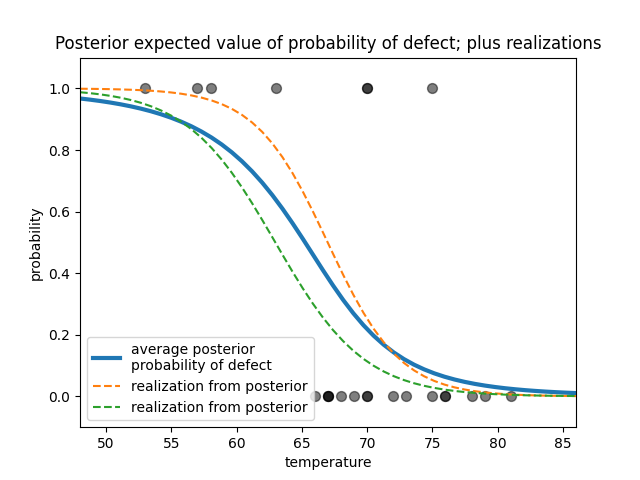 Posterior expected value of probability of defect; plus realizations
1.0
0.8
0.6
0.4
0.2
0.0
probability
average posterior
probability of defect
realization from posterior
realization from posterior
50 55 60 65 70 75 80 85
temperature